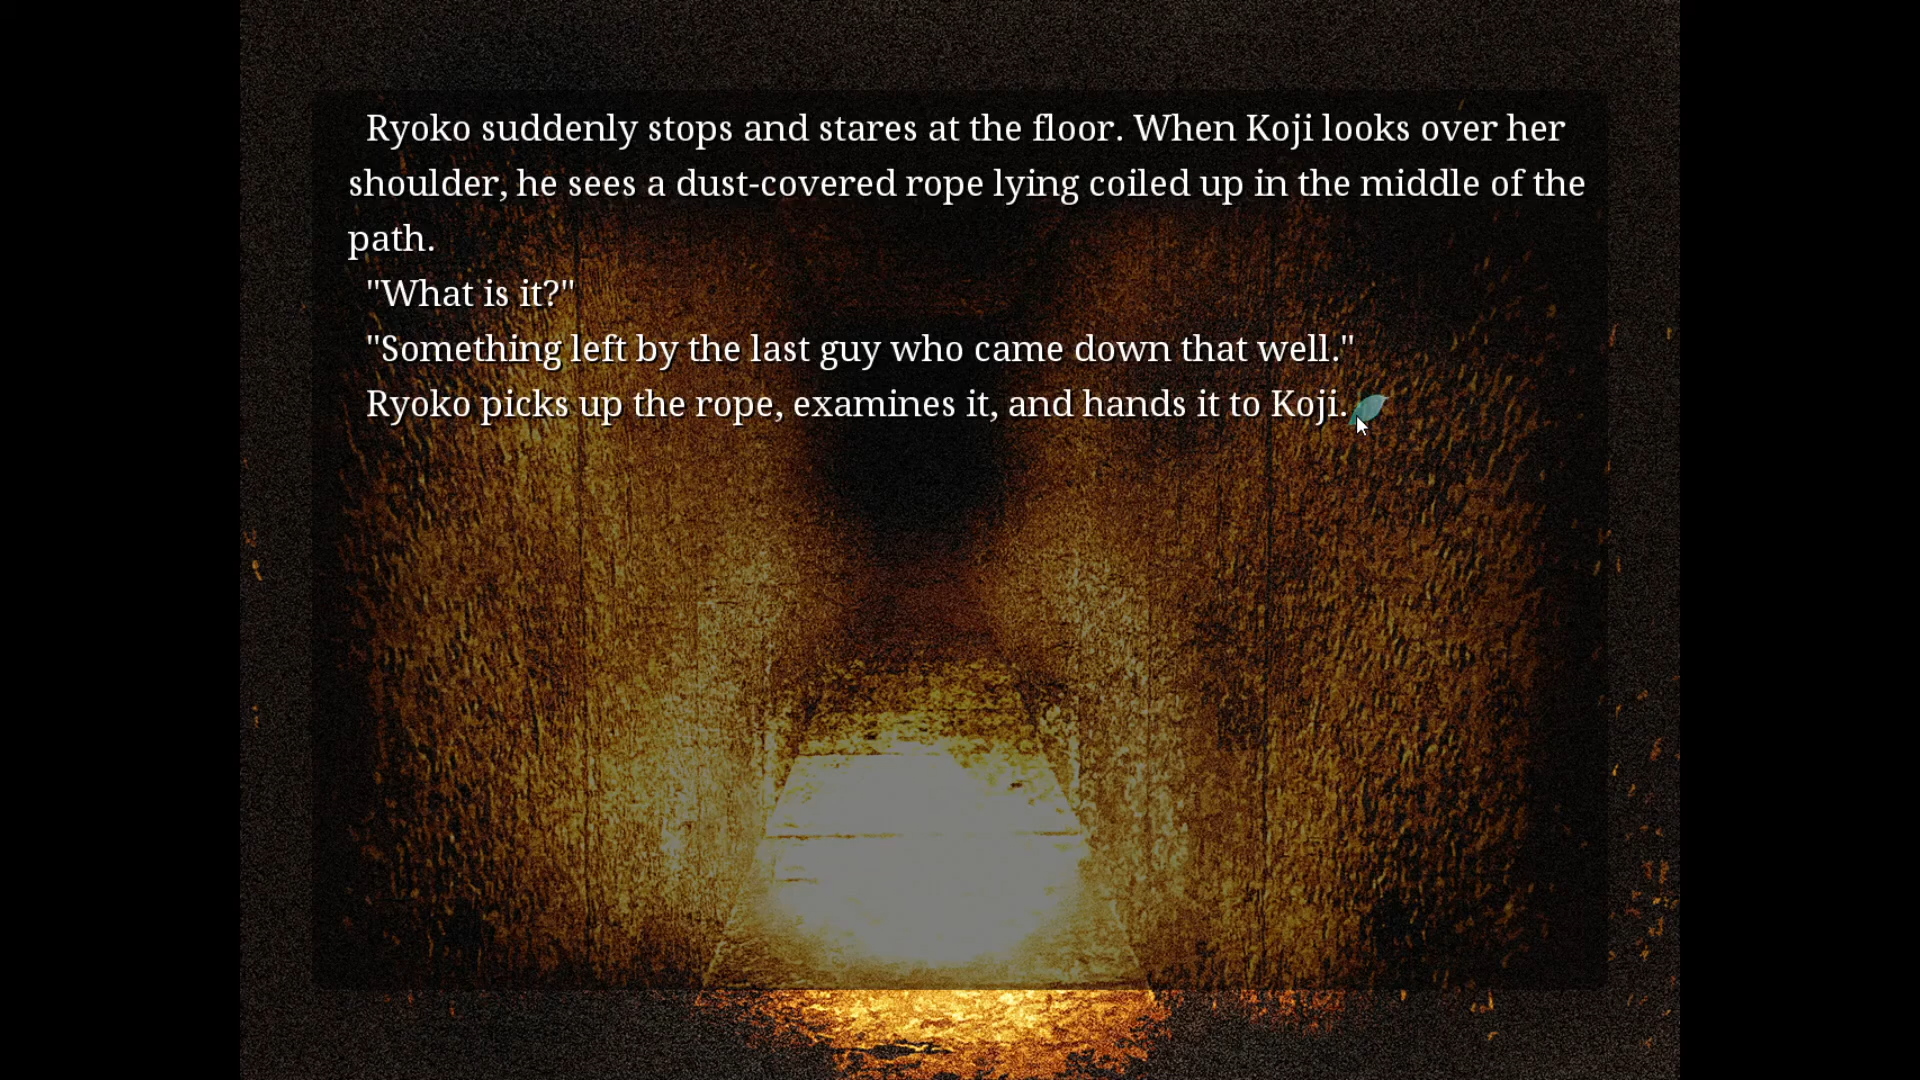 Ryoko suddenly stops and stares at the floor. When Koji looks over her
shoulder, he sees a dust-covered rope lying coiled up in the middle of the
path.
"What is it?"
"Something left by the last guy who came down that well."
Ryoko picks up the rope, examines it, and hands it to Koji.